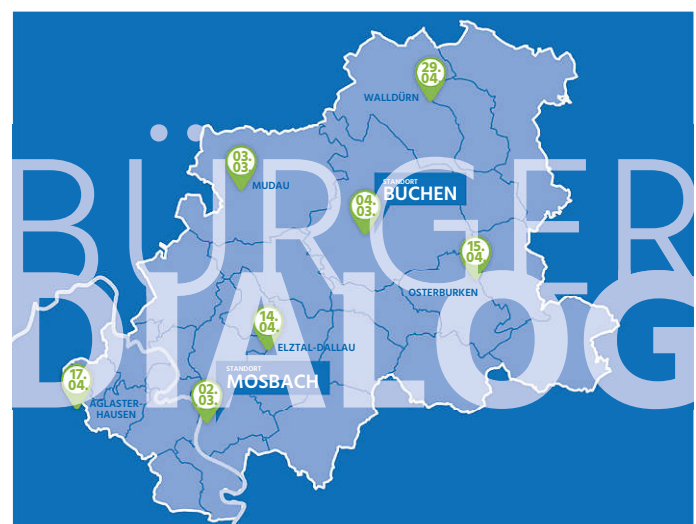 BÜRGER
DIALOG
29.
04.
WALLDÜRN
03.
03.
MUDAU
04.
03.
STANDORT
BUCHEN
15.
04.
OSTERBURKEN
14.
04.
ELZTAL-DALLAU
17.
04.
AGLASTER-
HAUSEN
02.
03.
STANDORT
MOSBACH